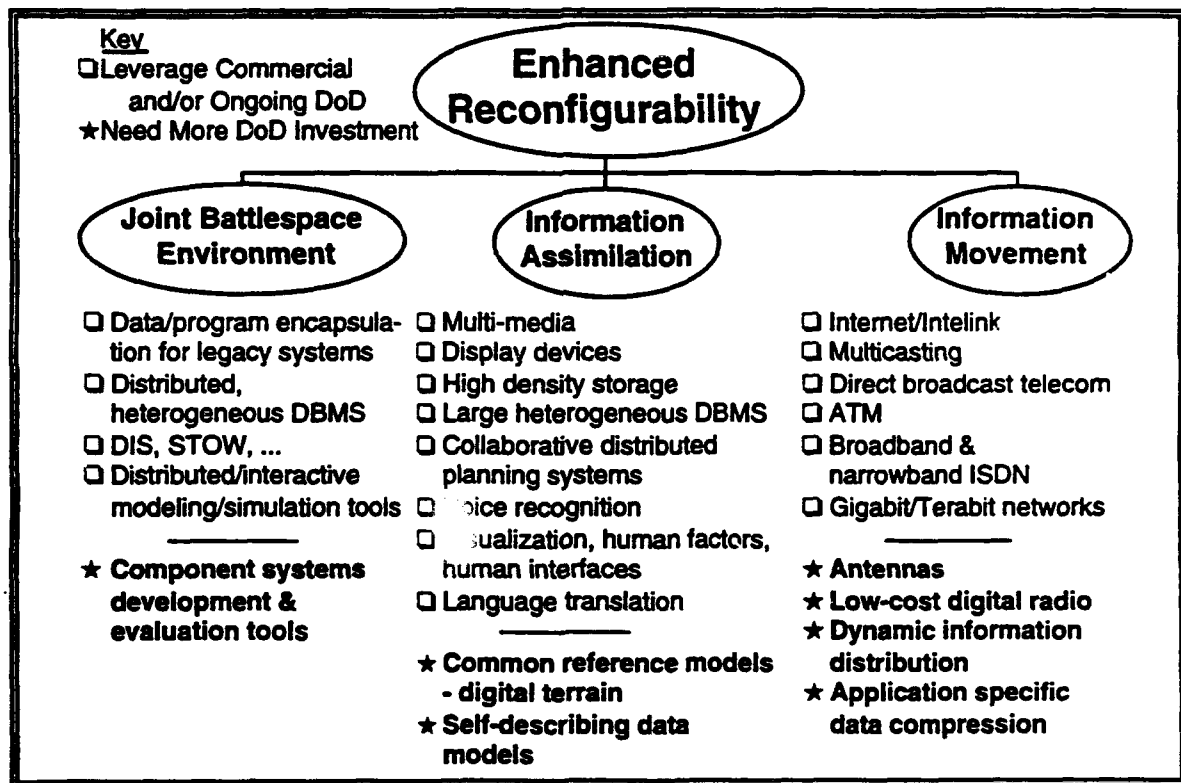 Key
❑Leverage Commercial
and/or Ongoing DoD
★Need More DoD Investment
Enhanced
Reconfigurability
Joint Battlespace
Environment
❑ Data/program encapsula-
tion for legacy systems
❑ Distributed,
heterogeneous DBMS
❑ DIS, STOW, ...
❑ Distributed/interactive
modeling/simulation tools
★ Component systems
development &
evaluation tools
Information
Assimilation
❑ Multi-media
❑ Display devices
❑ High density storage
❑ Large heterogeneous DBMS
❑ Collaborative distributed
planning systems
❑ recognition
❑ human factors,
human interfaces
❑ Language translation
★ Common reference models
- digital terrain
★ Self-describing data
models
Information
Movement
❑ Internet/Intelink
❑ Multicasting
❑ Direct broadcast telecom
❑ ATM
❑ Broadband &
narrowband ISDN
❑ Gigabit/Terabit networks
★ Antennas
★ Low-cost digital radio
★ Dynamic information
distribution
★ Application specific
data compression